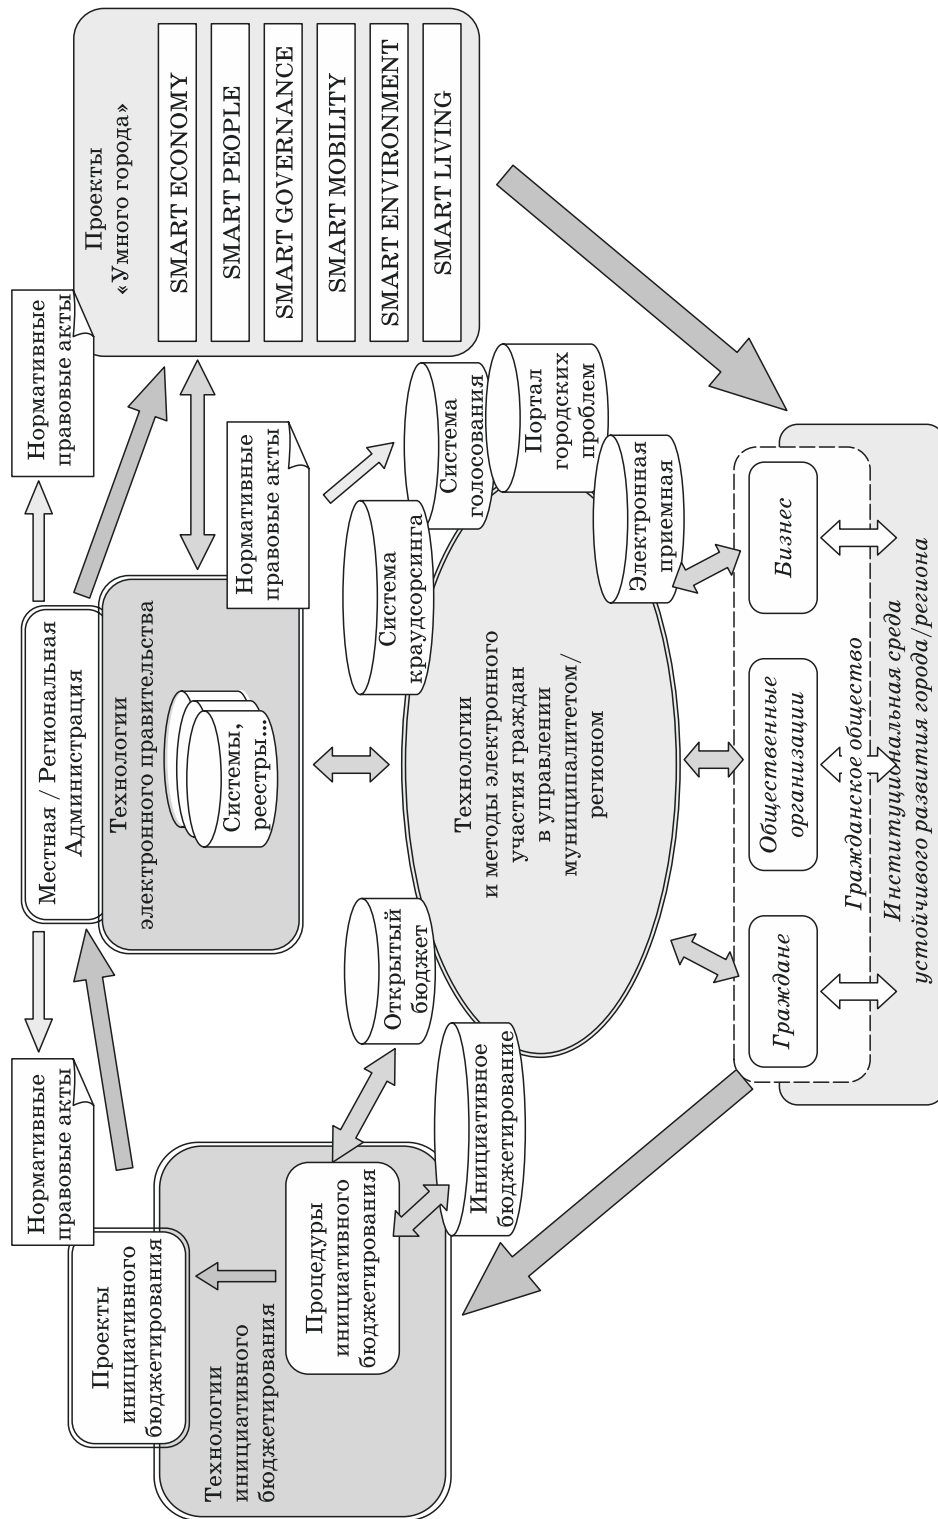 Нормативные
правовые акты
Местная / Региональная
Администрация
Нормативные
правовые акты
Проекты
инициативного
бюджетирования
Технологии
инициативного
бюджетирования
Процедуры
инициативного
бюджетирования
Технологии
электронного правительства
Системы,
реестры...
Нормативные
правовые акты
Проекты
«Умного города»
SMART ECONOMY
SMART PEOPLE
SMART GOVERNANCE
SMART MOBILITY
SMART ENVIRONMENT
SMART LIVING
Инициативное
бюджетирование
Открытый
бюджет
Система
краудсорсинга
Система
голосования
Портал
городских
проблем
Электронная
приемная
Технологии
и методы электронного
участия граждан
в управлении
муниципалитетом/
регионом
Граждане
Общественные
организации
Бизнес
Гражданское общество
Институциональная среда
устойчивого развития города/региона